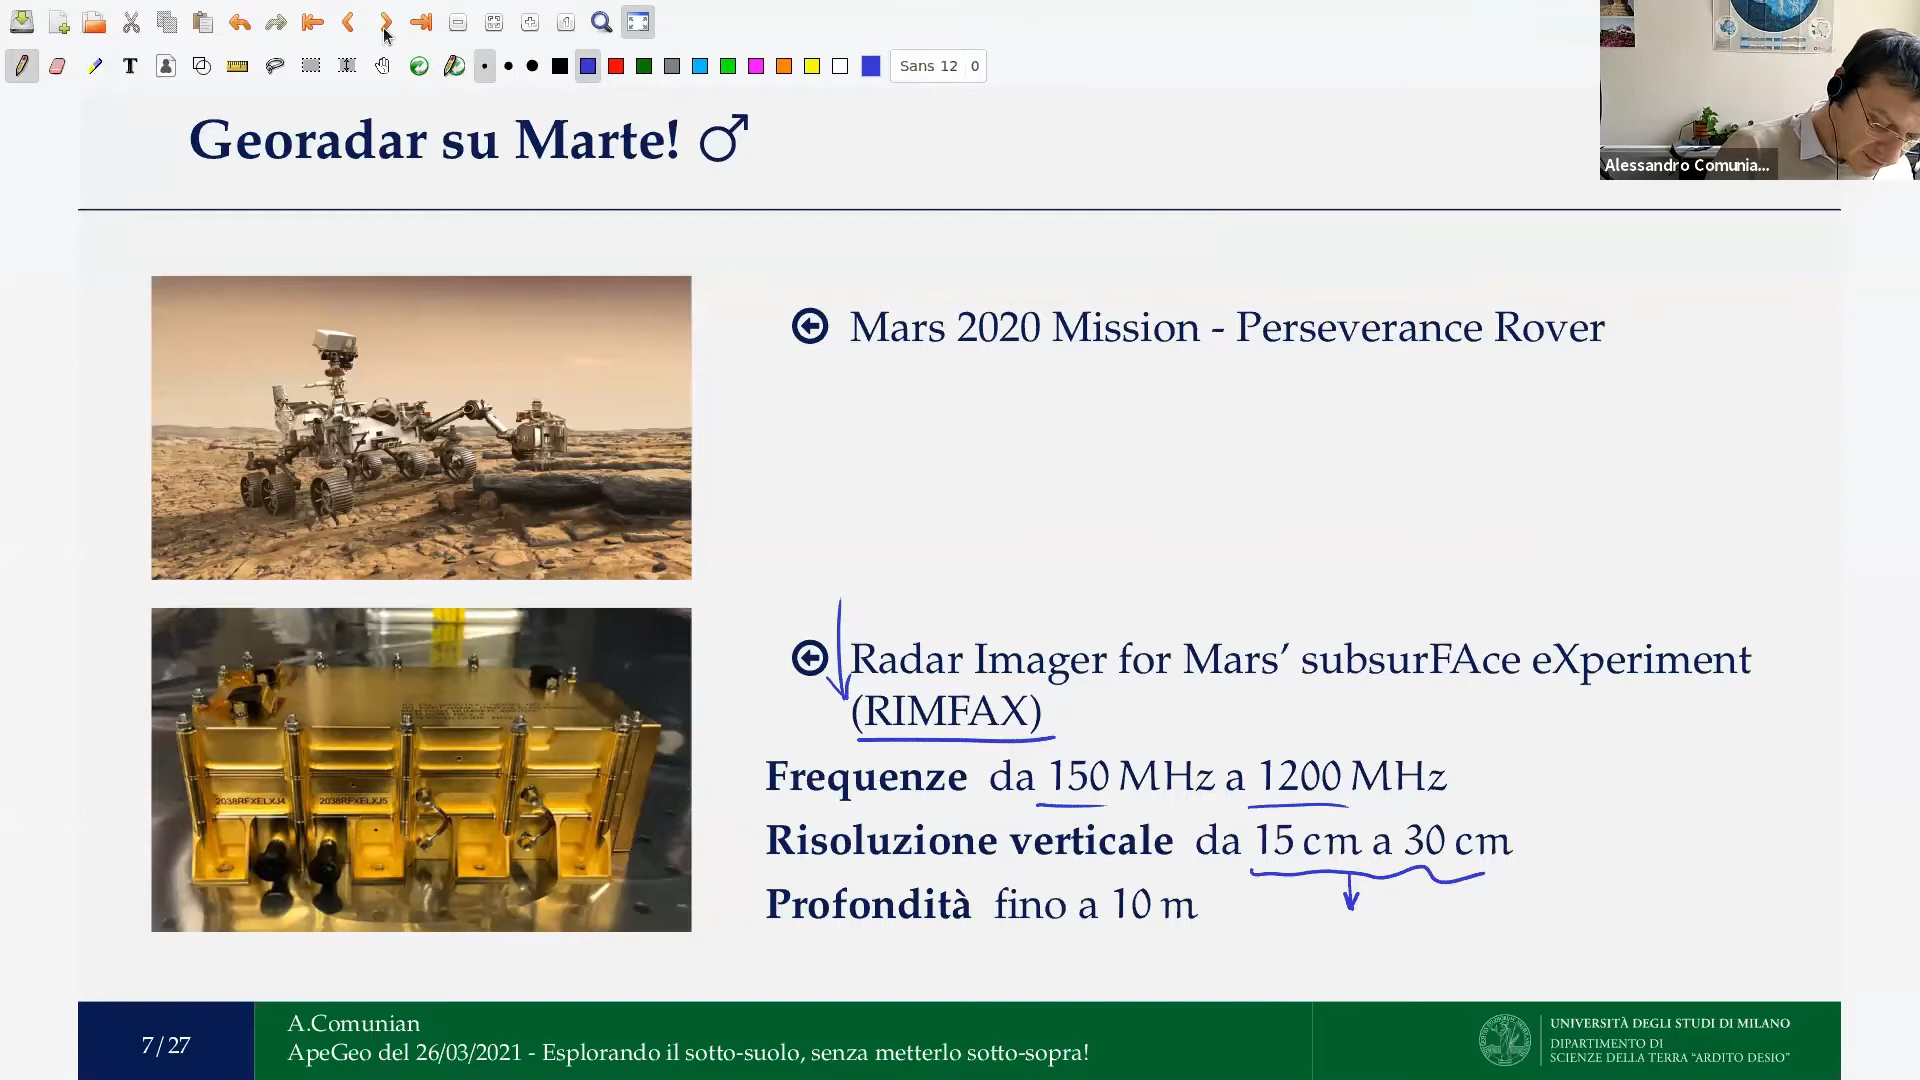 Sans 12 0
Alessandro Comunia...
Georadar su Marte! ♂
Mars 2020 Mission - Perseverance Rover
Radar Imager for Mars’ subsurFAce eXperiment
(RIMFAX)
Frequenze da 150 MHz a 1200 MHz
Risoluzione verticale da 15 cm a 30 cm
Profondità fino a 10 m
2038RFXELXJ4 2038RFXELXJ5
7 / 27
A.Comunian
ApeGeo del 26/03/2021 - Esplorando il sotto-suolo, senza metterlo sotto-sopra!
UNIVERSITÀ DEGLI STUDI DI MILANO
DIPARTIMENTO DI
SCIENZE DELLA TERRA “ARDITO DESIO”